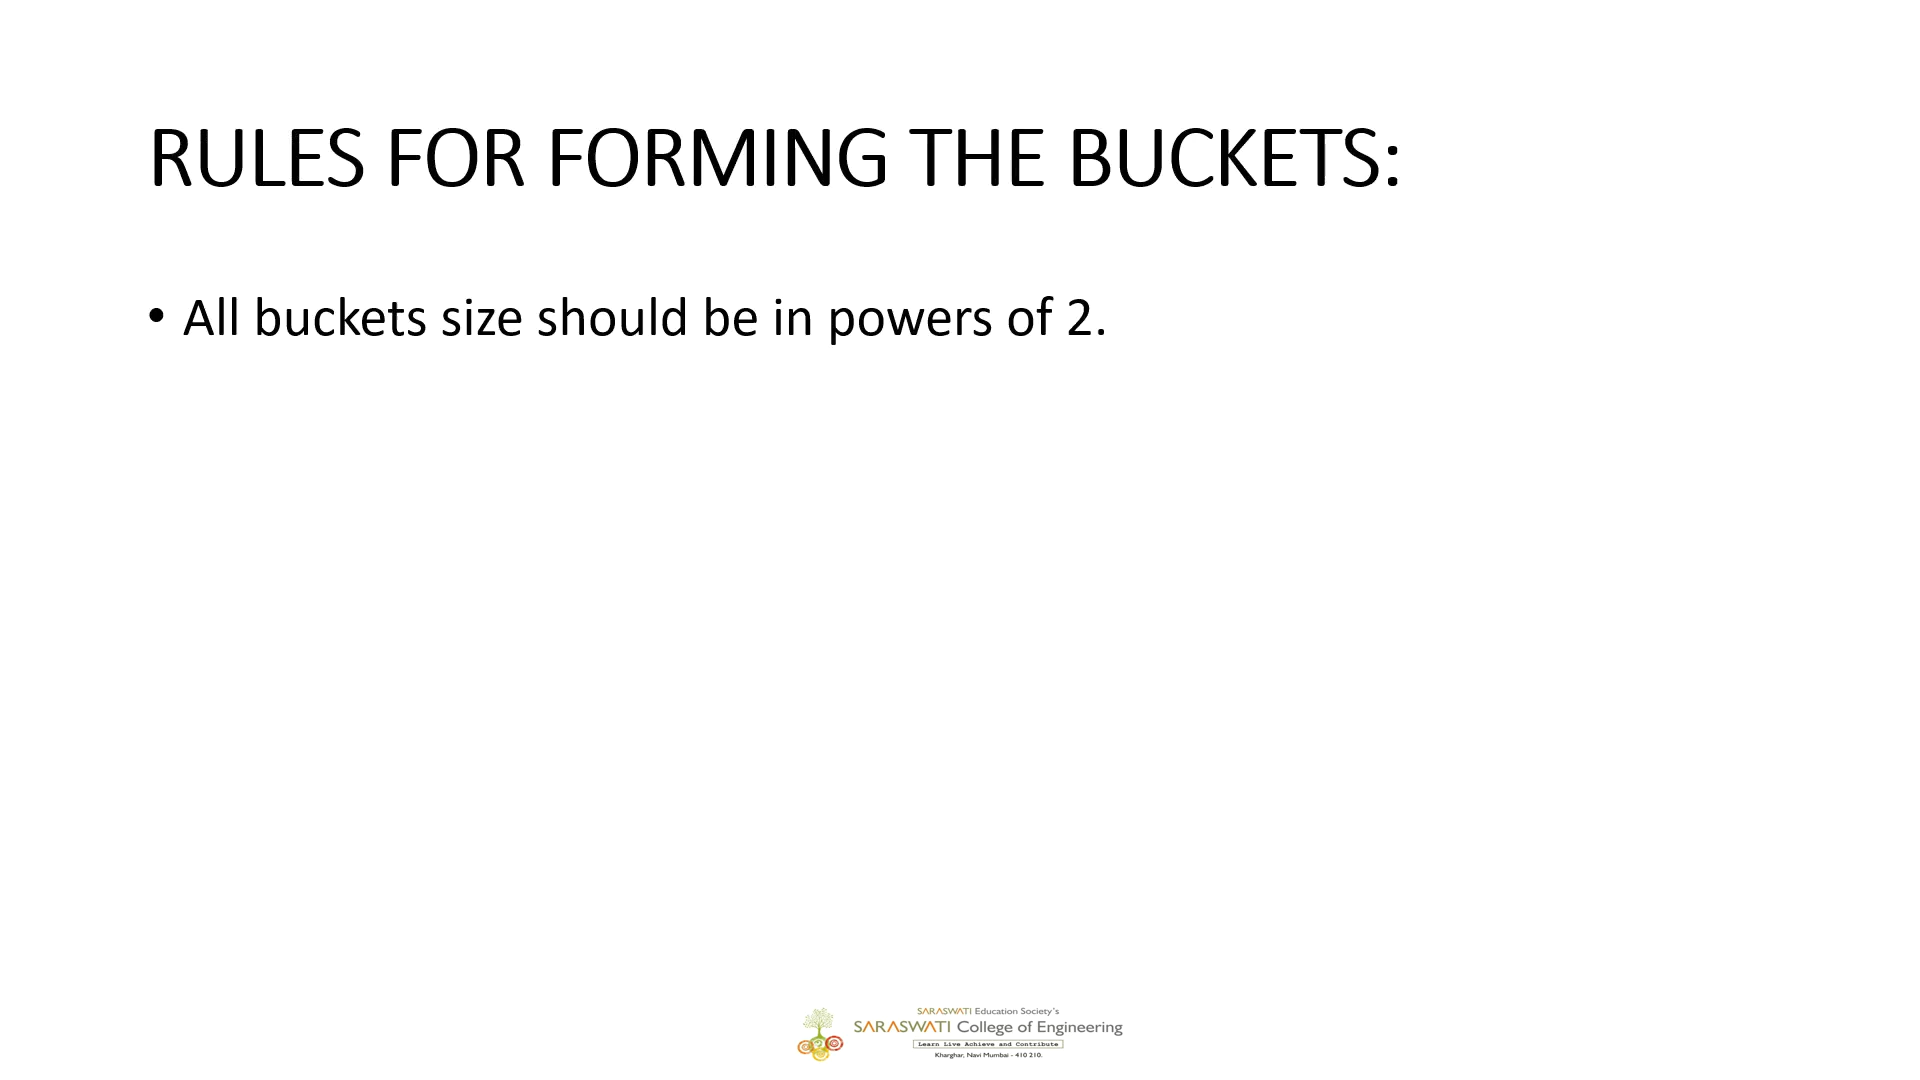 RULES FOR FORMING THE BUCKETS:
• All buckets size should be in powers of 2.
SARASWATI Education Society's
SARASWATI College of Engineering
Learn Live Achieve and Contribute
Kharghar, Navi Mumbai - 410 210.